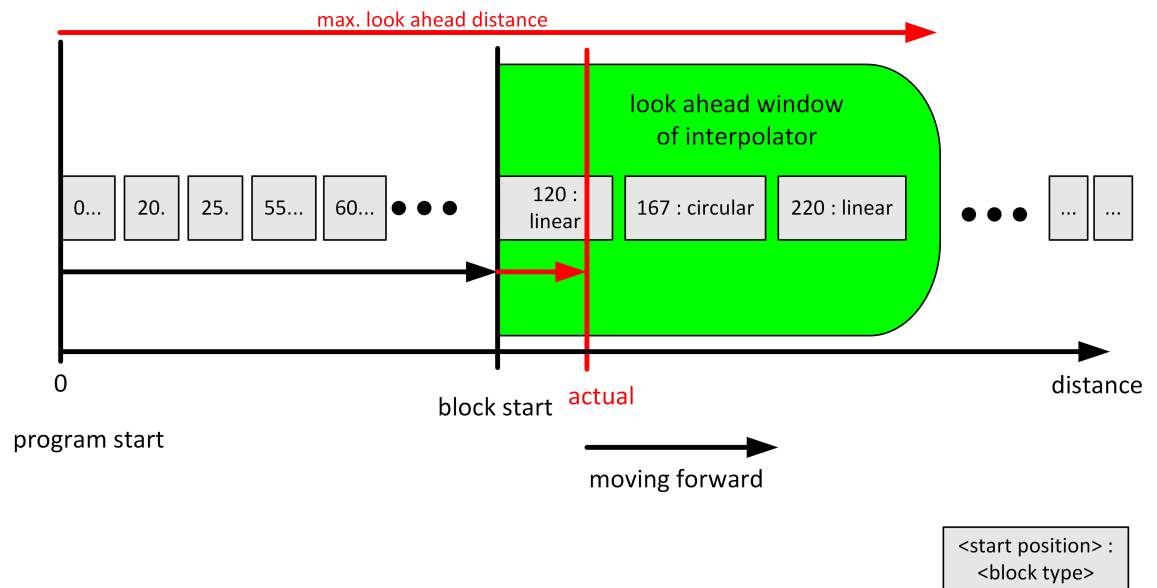 max. look ahead distance
look ahead window
of interpolator
0...
20.
25.
55...
60...
120 :
linear
167 : circular
220 : linear
...
...
0
program start
block start
actual
distance
moving forward
<start position> :
<block type>